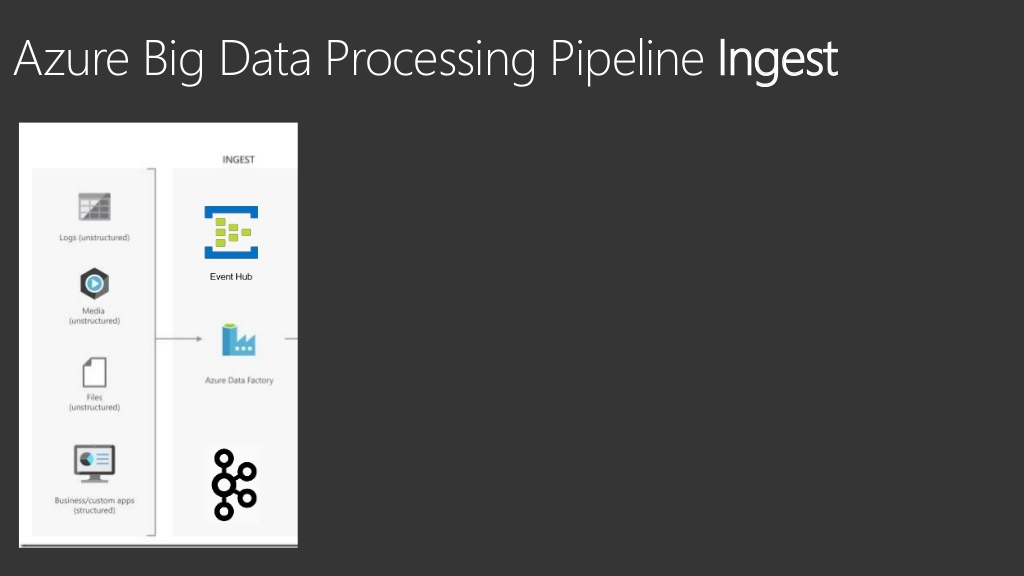 Azure Big Data Processing Pipeline Ingest
INGEST
Logs (unstructured)
Event Hub
Media
(unstructured)
Azure Data Factory
Files
(unstructured)
Business/custom apps
(structured)